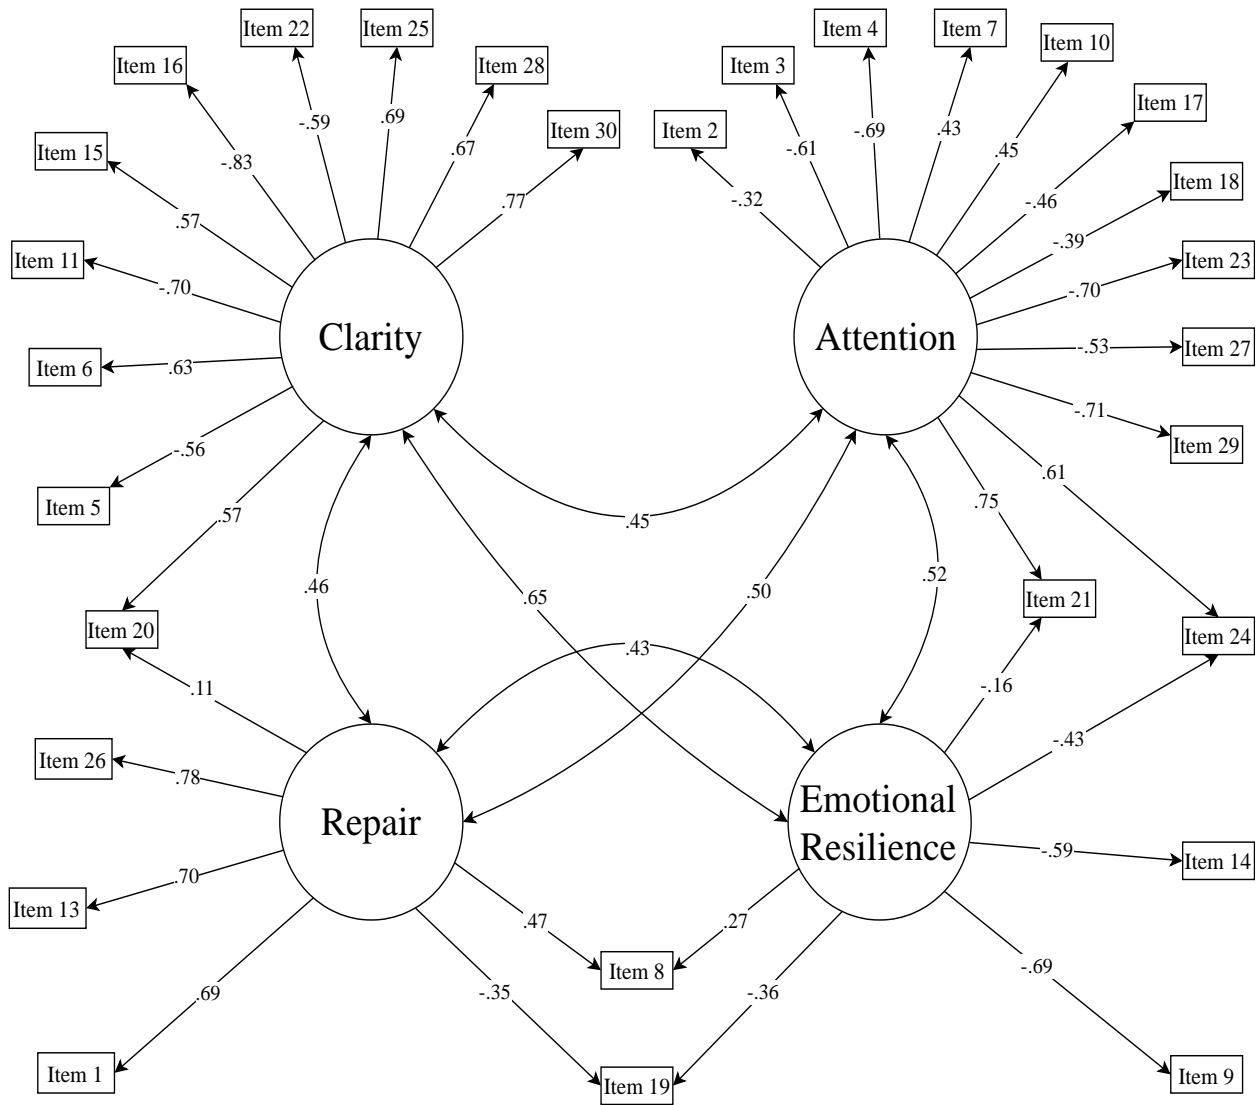 Item 22
Item 25
Item 4
Item 7
Item 10
Item 16
Item 28
Item 3
Item 17
Item 15
Item 30
Item 2
Item 18
Item 11
Item 23
Item 6
Item 27
Item 5
Item 29
-.59
.69
-.83
.67
.57
.77
-.70
.63
-.56
.57
-.32
-.61
-.69
.43
.45
-.46
-.39
-.70
-.53
-.71
.61
.75
Clarity
Attention
.45
.46
.65
.50
.52
.43
Item 20
Item 21
Item 24
.11
-.16
-.43
Item 26
.78
Repair
Emotional
Resilience
-.59
Item 14
Item 13
.70
.47
.27
Item 8
.69
-.35
-.36
-.69
Item 1
Item 19
Item 9